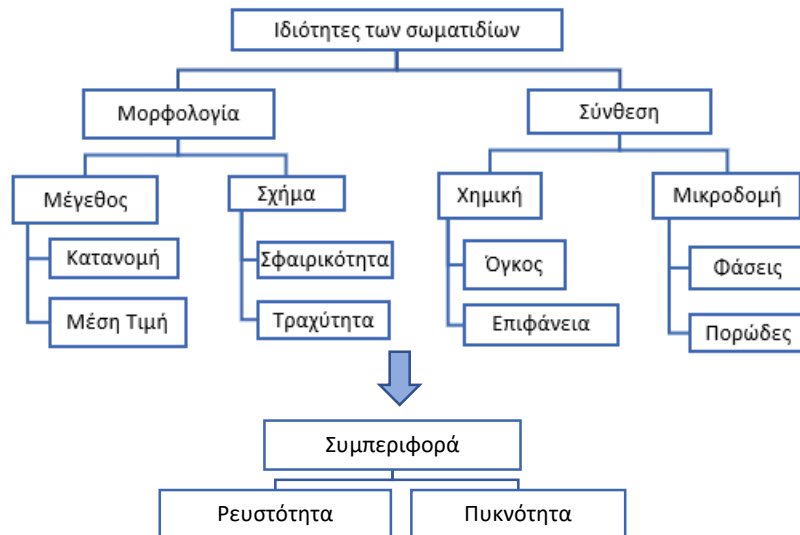 Ιδιότητες των σωματιδίων
Μορφολογία
Σύνθεση
Μέγεθος
Σχήμα
Χημική
Μικροδομή
Κατανομή
Σφαιρικότητα
Όγκος
Φάσεις
Μέση Τιμή
Τραχύτητα
Επιφάνεια
Πορώδες
Συμπεριφορά
Ρευστότητα
Πυκνότητα